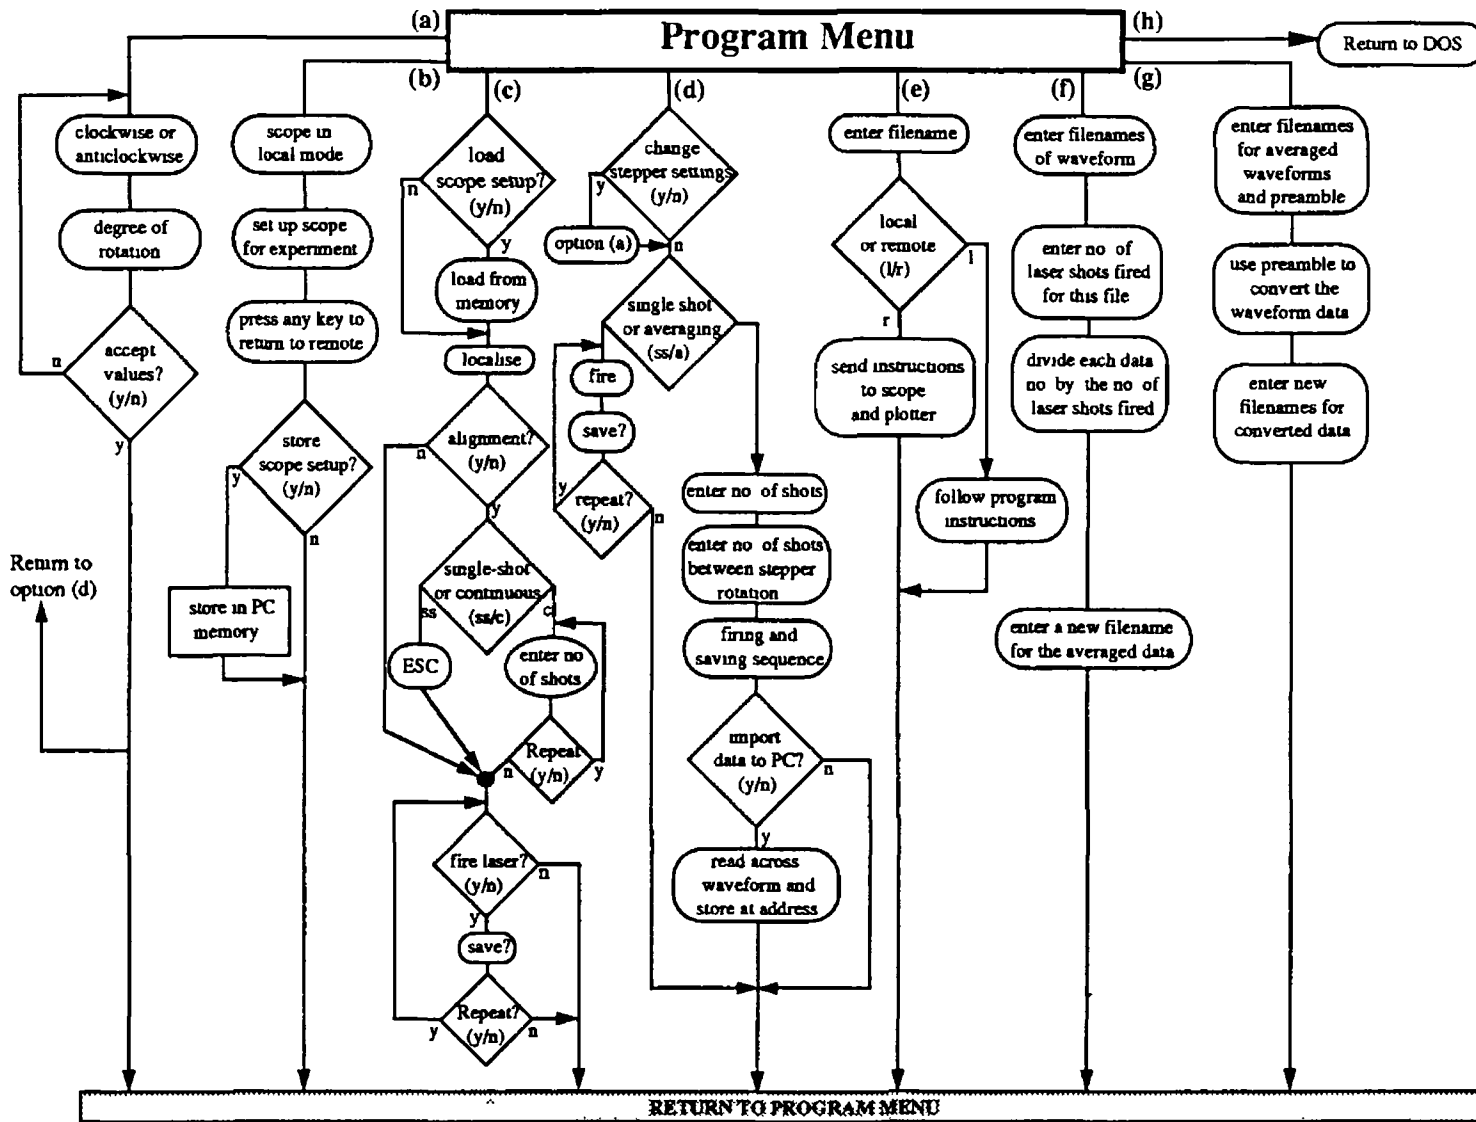 Program Menu
(a)
(b)
(c)
(d)
(e)
(f)
(g)
(h)
Return to DOS
clockwise or
anticlockwise
degree of
rotation
accept
values?
(y/n)
n
y
Return to
option (d)
scope in
local mode
set up scope
for experiment
press any key to
return to remote
store
scope setup?
(y/n)
y
n
store in PC
memory
load
scope setup?
(y/n)
n
y
load from
memory
localise
alignment?
(y/n)
n
y
single-shot
or continuous
(ss/c)
ss
c
ESC
enter no
of shots
Repeat
(y/n)
n
y
fire laser?
(y/n)
n
y
save?
Repeat?
(y/n)
y
n
change
stepper settings
(y/n)
y
n
option (a)
single shot
or averaging
(ss/a)
fire
save?
repeat?
(y/n)
y
n
enter no of shots
enter no of shots
between stepper
rotation
firing and
saving sequence
import
data to PC?
(y/n)
n
y
read across
waveform and
store at address
enter filename
local
or remote
(l/r)
l
r
send instructions
to scope
and plotter
follow program
instructions
enter filenames
of waveform
enter no of
laser shots fired
for this file
divide each data
no by the no of
laser shots fired
enter a new filename
for the averaged data
enter filenames
for averaged
waveforms
and preamble
use preamble to
convert the
waveform data
enter new
filenames for
converted data
RETURN TO PROGRAM MENU